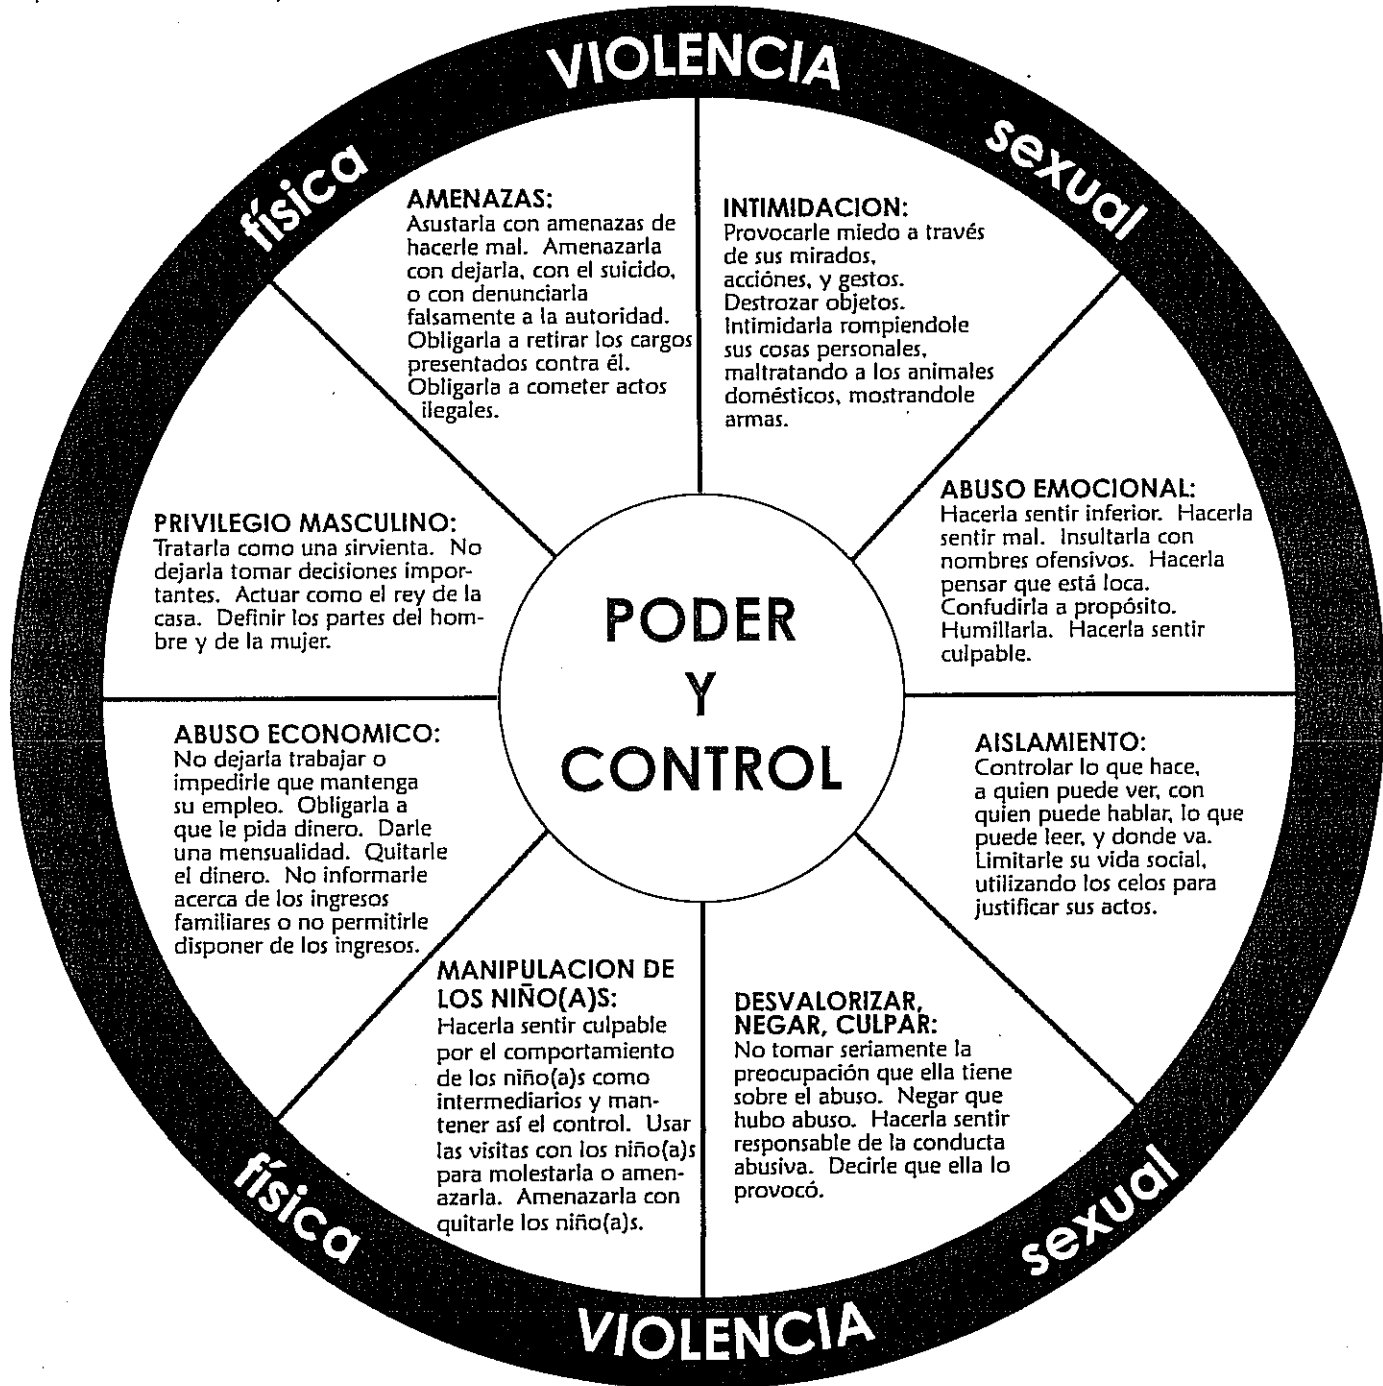 VIOLENCIA
física
sexual
AMENAZAS:
Asustarla con amenazas de
hacerle mal. Amenazarla
con dejarla, con el suicido,
o con denunciarla
falsamente a la autoridad.
Obligarla a retirar los cargos
presentados contra él.
Obligarla a cometer actos
ilegales.
INTIMIDACION:
Provocarle miedo a través
de sus mirados,
acciónes, y gestos.
Destrozar objetos.
Intimidarla rompiendole
sus cosas personales,
maltratando a los animales
domésticos, mostrandole
armas.
ABUSO EMOCIONAL:
Hacerla sentir inferior. Hacerla
sentir mal. Insultarla con
nombres ofensivos. Hacerla
pensar que está loca.
Confudirla a propósito.
Humillarla. Hacerla sentir
culpable.
PRIVILEGIO MASCULINO:
Tratarla como una sirvienta. No
dejarla tomar decisiones impor-
tantes. Actuar como el rey de la
casa. Definir los partes del hom-
bre y de la mujer.
PODER
Y
CONTROL
ABUSO ECONOMICO:
No dejarla trabajar o
impedirle que mantenga
su empleo. Obligarla a
que le pida dinero. Darle
una mensualidad. Quitarle
el dinero. No informarle
acerca de los ingresos
familiares o no permitirle
disponer de los ingresos.
AISLAMIENTO:
Controlar lo que hace,
a quien puede ver, con
quien puede hablar, lo que
puede leer, y donde va.
Limitarle su vida social,
utilizando los celos para
justificar sus actos.
MANIPULACION DE
LOS NIÑO(A)S:
Hacerla sentir culpable
por el comportamiento
de los niño(a)s como
intermediarios y man-
tener así el control. Usar
las visitas con los niño(a)s
para molestarla o amen-
azarla. Amenazarla con
quitarle los niño(a)s.
DESVALORIZAR,
NEGAR, CULPAR:
No tomar seriamente la
preocupación que ella tiene
sobre el abuso. Negar que
hubo abuso. Hacerla sentir
responsable de la conducta
abusiva. Decirle que ella lo
provocó.
física
sexual
VIOLENCIA